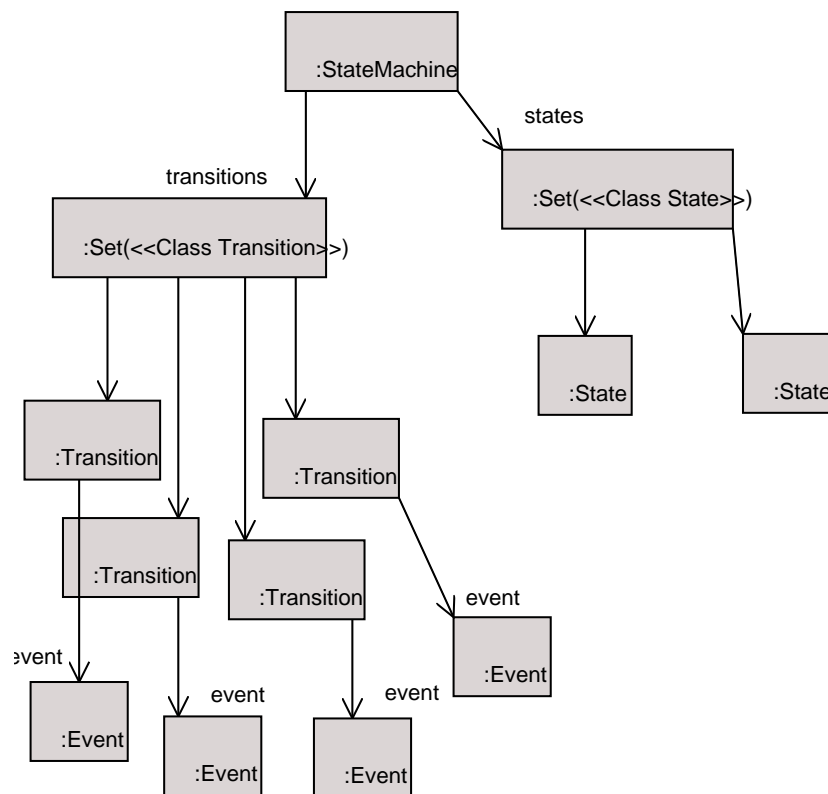 :StateMachine
states
transitions
:Set(<<Class State>>)
:Set(<<Class Transition>>)
:State
:State
:Transition
:Transition
:Transition
:Transition
event
event
:Event
event
event
:Event
:Event
:Event